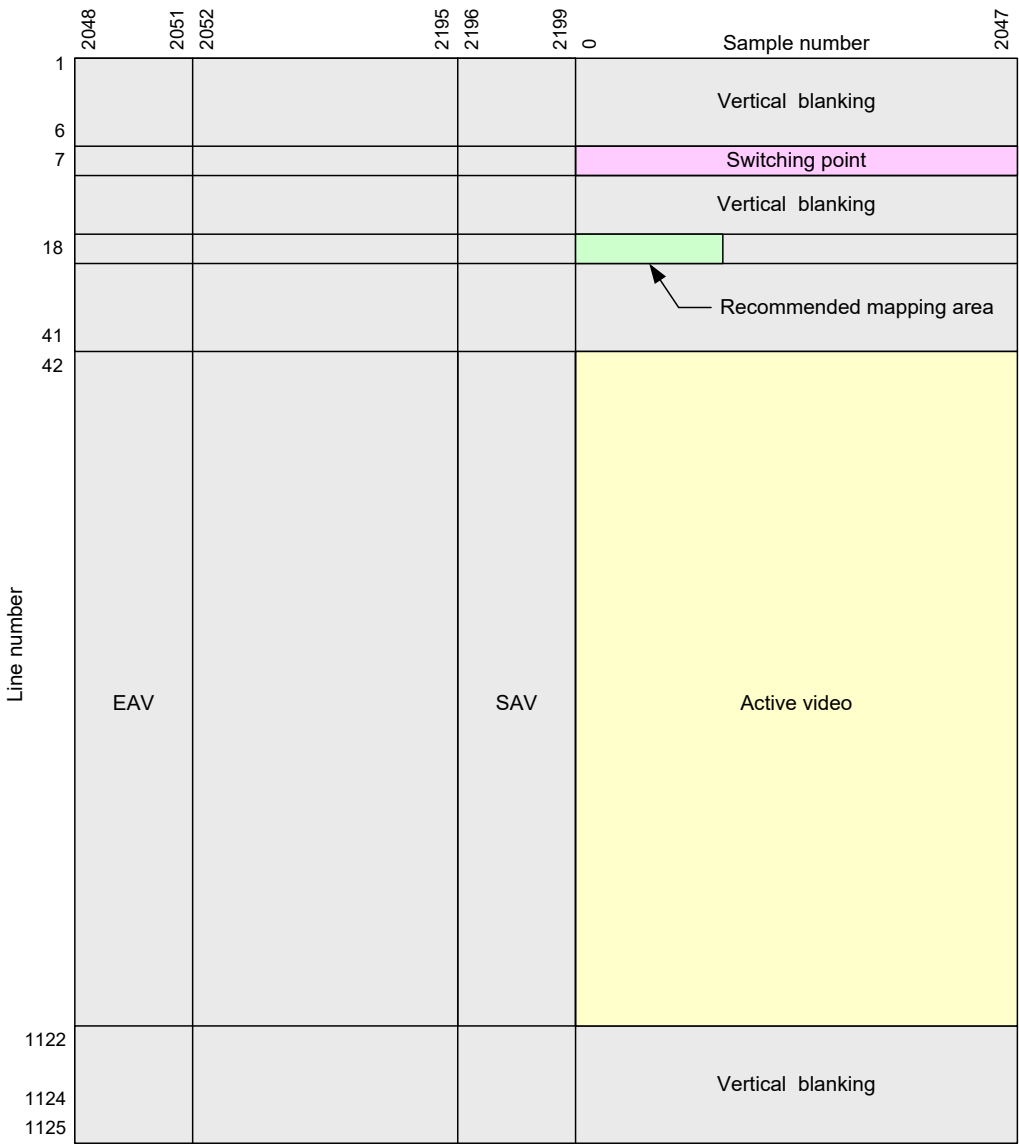 2048
2051
2052
2195
2196
2199
0
Sample number
2047
1
Vertical blanking
6
7
Switching point
Vertical blanking
18
Recommended mapping area
41
42
Line number
EAV
SAV
Active video
1122
Vertical blanking
1124
1125